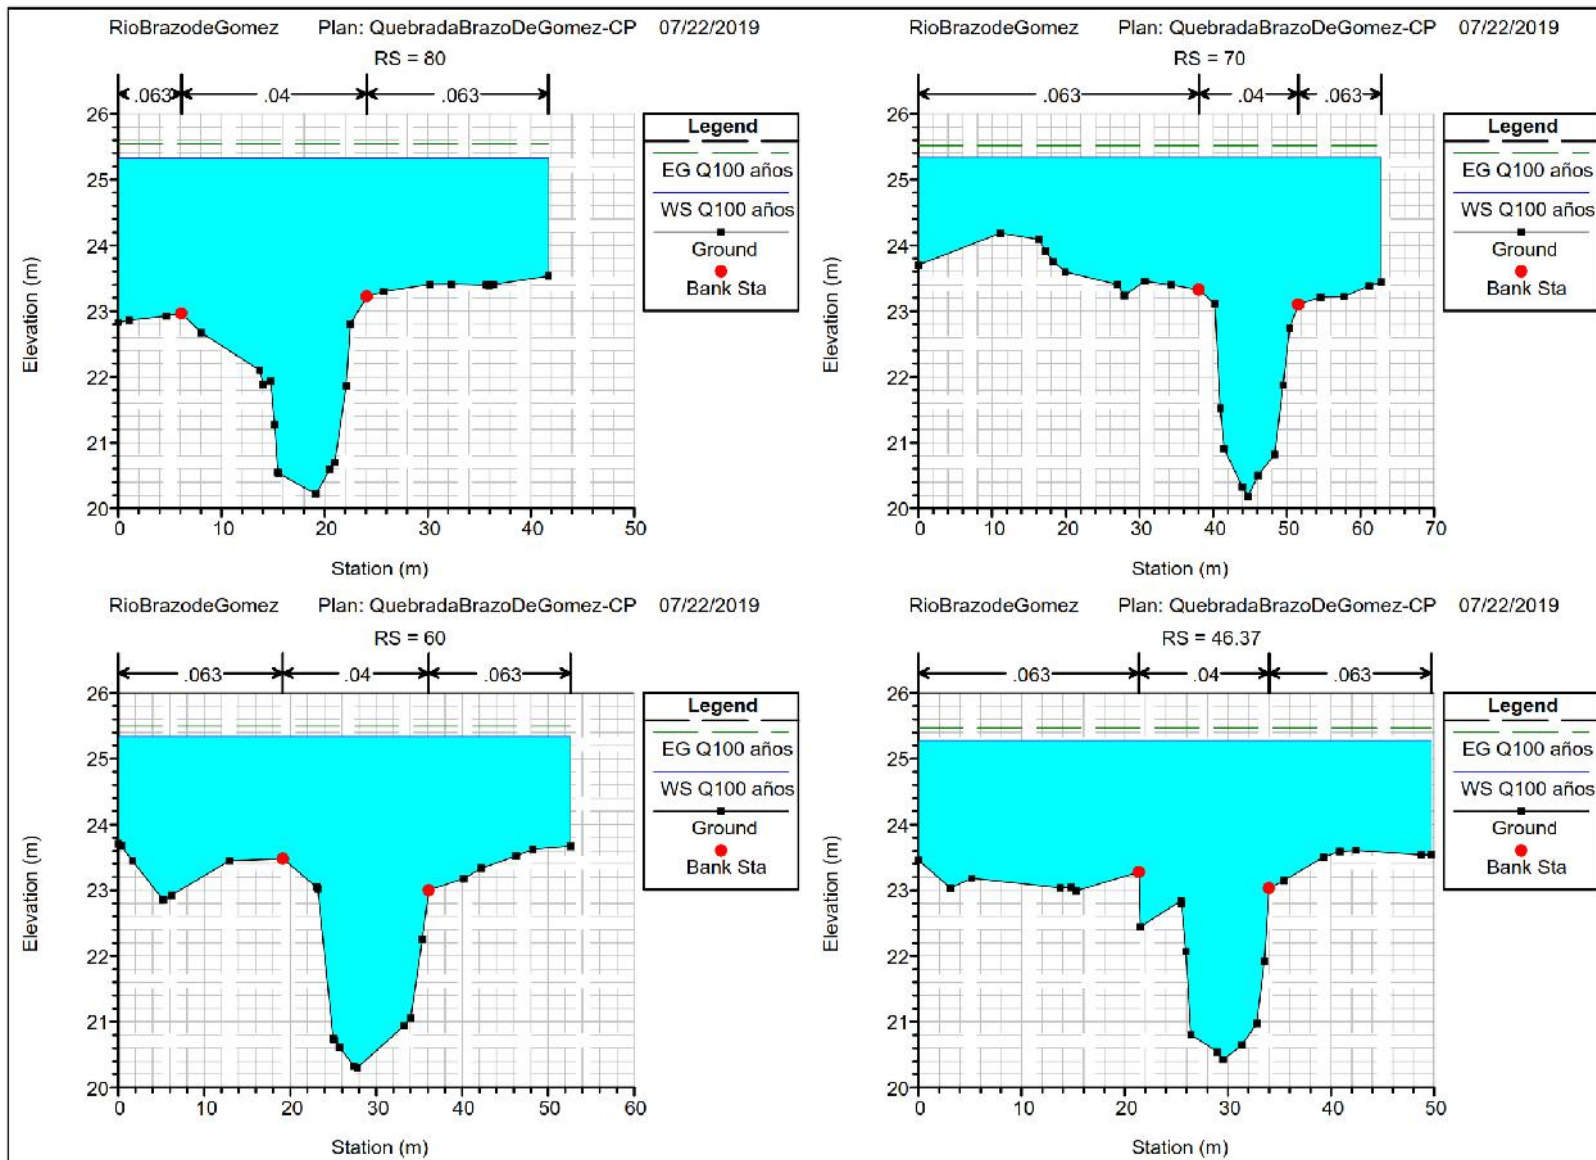 RioBrazodeGomez Plan: QuebradaBrazoDeGomez-CP 07/22/2019
RS = 80
.063 .04 .063
26
25
24
23
22
21
20
Elevation (m)
0 10 20 30 40 50
Station (m)
Legend
EG Q100 años
WS Q100 años
Ground
Bank Sta
RioBrazodeGomez Plan: QuebradaBrazoDeGomez-CP 07/22/2019
RS = 70
.063 .04 .063
26
25
24
23
22
21
20
Elevation (m)
0 10 20 30 40 50 60 70
Station (m)
Legend
EG Q100 años
WS Q100 años
Ground
Bank Sta
RioBrazodeGomez Plan: QuebradaBrazoDeGomez-CP 07/22/2019
RS = 60
.063 .04 .063
26
25
24
23
22
21
20
Elevation (m)
0 10 20 30 40 50 60
Station (m)
Legend
EG Q100 años
WS Q100 años
Ground
Bank Sta
RioBrazodeGomez Plan: QuebradaBrazoDeGomez-CP 07/22/2019
RS = 46.37
.063 .04 .063
26
25
24
23
22
21
20
Elevation (m)
0 10 20 30 40 50
Station (m)
Legend
EG Q100 años
WS Q100 años
Ground
Bank Sta